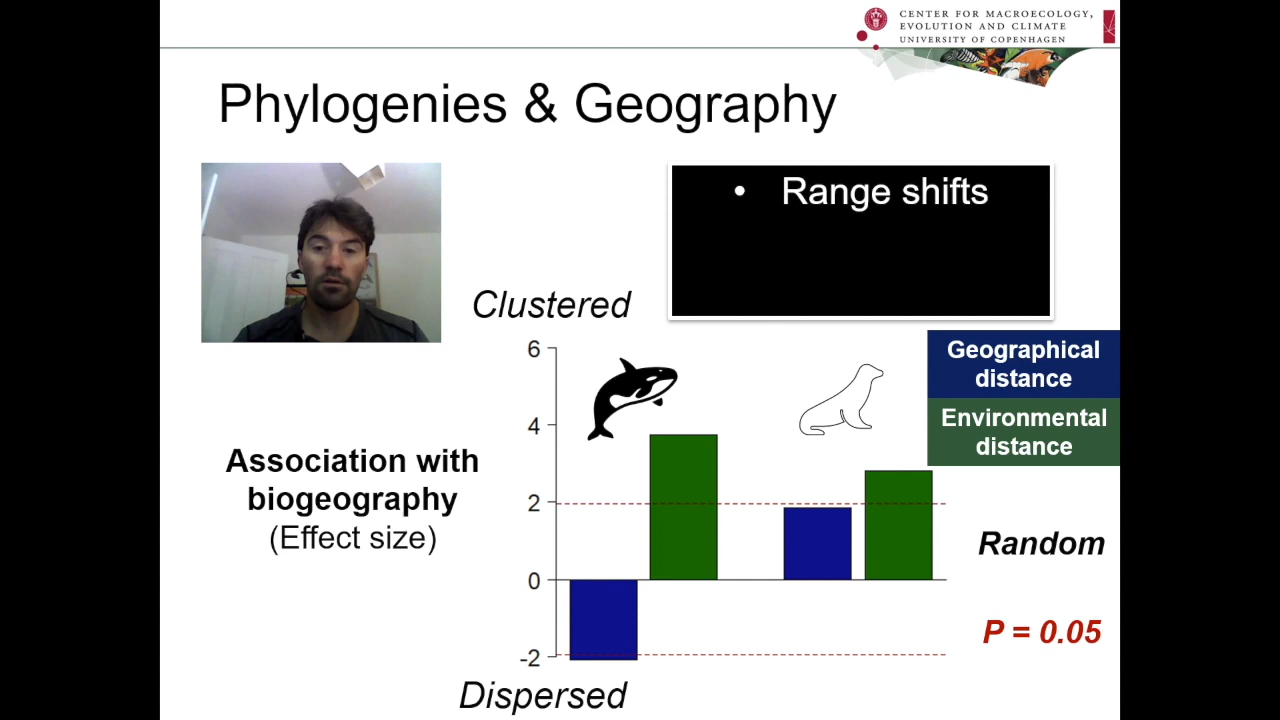 CENTER FOR MACROECOLOGY,
EVOLUTION AND CLIMATE
UNIVERSITY OF COPENHAGEN
Phylogenies & Geography
• Range shifts
Clustered
Geographical
distance
Environmental
distance
Association with
biogeography
(Effect size)
6
4
2
0
-2
Random
P = 0.05
Dispersed